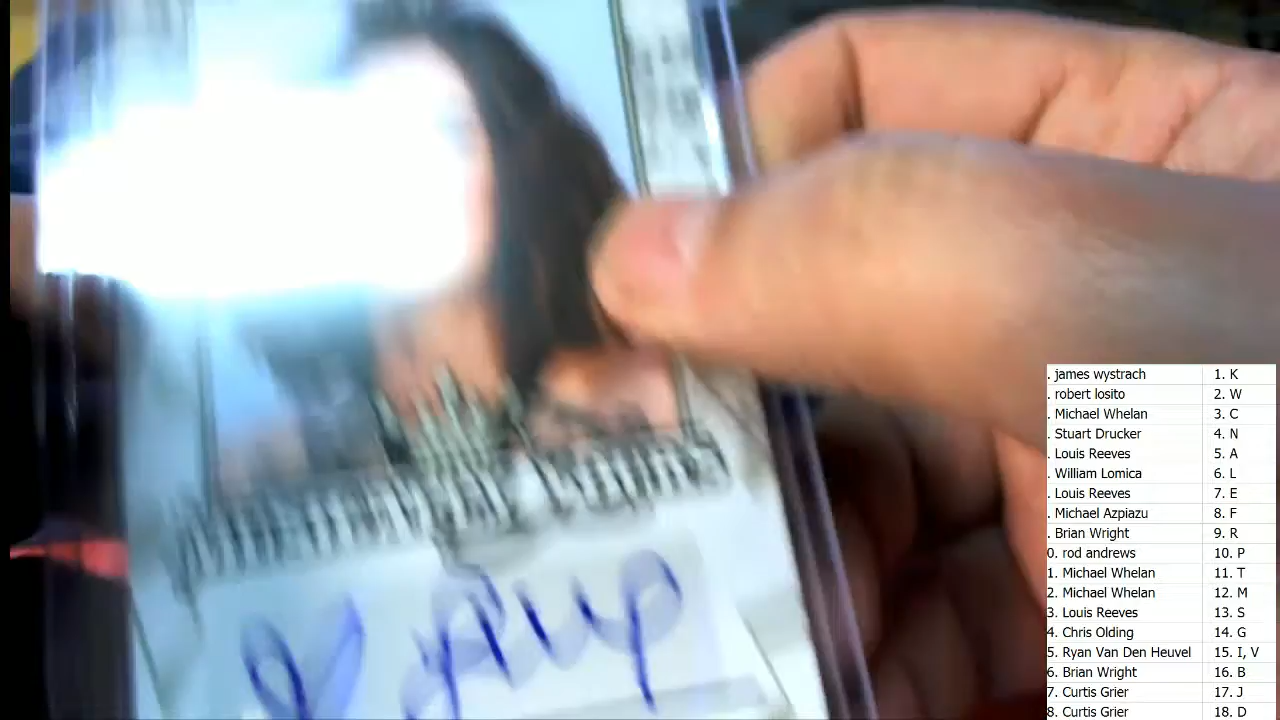 . james wystrach 1. K
. robert losito 2. W
. Michael Whelan 3. C
. Stuart Drucker 4. N
. Louis Reeves 5. A
. William Lomica 6. L
. Louis Reeves 7. E
. Michael Azpiazu 8. F
. Brian Wright 9. R
0. rod andrews 10. P
1. Michael Whelan 11. T
2. Michael Whelan 12. M
3. Louis Reeves 13. S
4. Chris Olding 14. G
5. Ryan Van Den Heuvel 15. I, V
6. Brian Wright 16. B
7. Curtis Grier 17. J
8. Curtis Grier 18. D